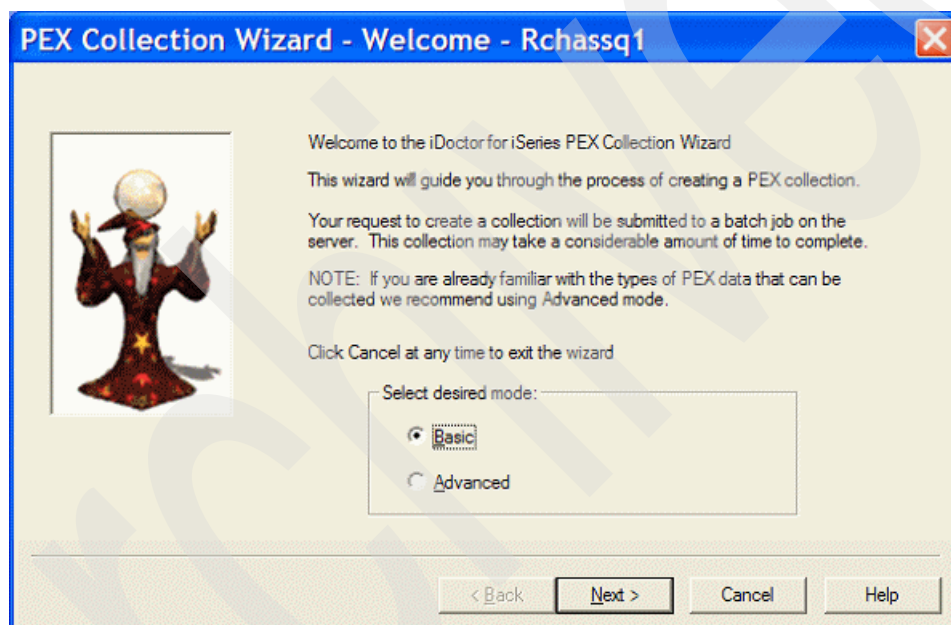 PEX Collection Wizard - Welcome - Rchassq1
Welcome to the iDoctor for iSeries PEX Collection Wizard
This wizard will guide you through the process of creating a PEX collection.
Your request to create a collection will be submitted to a batch job on the
server. This collection may take a considerable amount of time to complete.
NOTE: If you are already familiar with the types of PEX data that can be
collected we recommend using Advanced mode.
Click Cancel at any time to exit the wizard
Select desired mode:
Basic
Advanced
< Back Next > Cancel Help